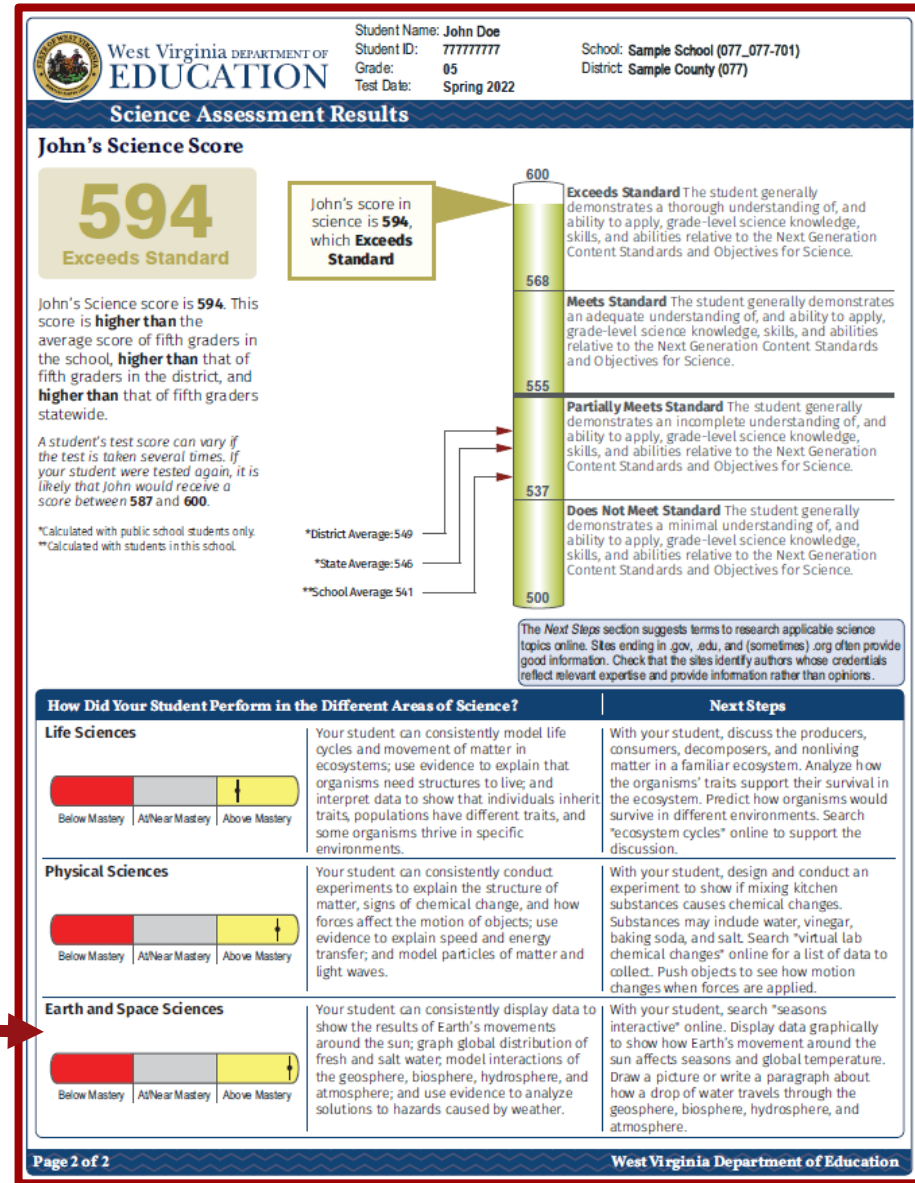 West Virginia DEPARTMENT OF
EDUCATION
Student Name: John Doe
Student ID: 777777777
Grade: 05
Test Date: Spring 2022
School: Sample School (077_077-701)
District: Sample County (077)
Science Assessment Results
John's Science Score
594
Exceeds Standard
John's Science score is 594. This
score is higher than the
average score of fifth graders in
the school, higher than that of
fifth graders in the district, and
higher than that of fifth graders
statewide.
A student's test score can vary if
the test is taken several times. If
your student were tested again, it is
likely that John would receive a
score between 587 and 600.
*Calculated with public school students only.
**Calculated with students in this school.
John's score in
science is 594,
which Exceeds
Standard
600
Exceeds Standard The student generally
demonstrates a thorough understanding of, and
ability to apply, grade-level science knowledge,
skills, and abilities relative to the Next Generation
Content Standards and Objectives for Science.
568
Meets Standard The student generally demonstrates
an adequate understanding of, and ability to apply,
grade-level science knowledge, skills, and abilities
relative to the Next Generation Content Standards
and Objectives for Science.
555
Partially Meets Standard The student generally
demonstrates an incomplete understanding of, and
ability to apply, grade-level science knowledge,
skills, and abilities relative to the Next Generation
Content Standards and Objectives for Science.
537
Does Not Meet Standard The student generally
demonstrates a minimal understanding of, and
ability to apply, grade-level science knowledge,
skills, and abilities relative to the Next Generation
Content Standards and Objectives for Science.
500
*District Average: 549
*State Average: 546
**School Average: 541
The Next Steps section suggests terms to research applicable science
topics online. Sites ending in .gov, .edu, and (sometimes) .org often provide
good information. Check that the sites identify authors whose credentials
reflect relevant expertise and provide information rather than opinions.
How Did Your Student Perform in the Different Areas of Science?
Next Steps
Life Sciences
Below Mastery At/Near Mastery Above Mastery
Your student can consistently model life
cycles and movement of matter in
ecosystems; use evidence to explain that
organisms need structures to live; and
interpret data to show that individuals inherit
traits, populations have different traits, and
some organisms thrive in specific
environments.
With your student, discuss the producers,
consumers, decomposers, and nonliving
matter in a familiar ecosystem. Analyze how
the organisms' traits support their survival in
the ecosystem. Predict how organisms would
survive in different environments. Search
"ecosystem cycles" online to support the
discussion.
Physical Sciences
Below Mastery At/Near Mastery Above Mastery
Your student can consistently conduct
experiments to explain the structure of
matter, signs of chemical change, and how
forces affect the motion of objects; use
evidence to explain speed and energy
transfer; and model particles of matter and
light waves.
With your student, design and conduct an
experiment to show if mixing kitchen
substances causes chemical changes.
Substances may include water, vinegar,
baking soda, and salt. Search "virtual lab
chemical changes" online for a list of data to
collect. Push objects to see how motion
changes when forces are applied.
Earth and Space Sciences
Below Mastery At/Near Mastery Above Mastery
Your student can consistently display data to
show the results of Earth's movements
around the sun; graph global distribution of
fresh and salt water; model interactions of
the geosphere, biosphere, hydrosphere, and
atmosphere; and use evidence to analyze
solutions to hazards caused by weather.
With your student, search "seasons
interactive" online. Display data graphically
to show how Earth's movement around the
sun affects seasons and global temperature.
Draw a picture or write a paragraph about
how a drop of water travels through the
geosphere, biosphere, hydrosphere, and
atmosphere.
Page 2 of 2
West Virginia Department of Education